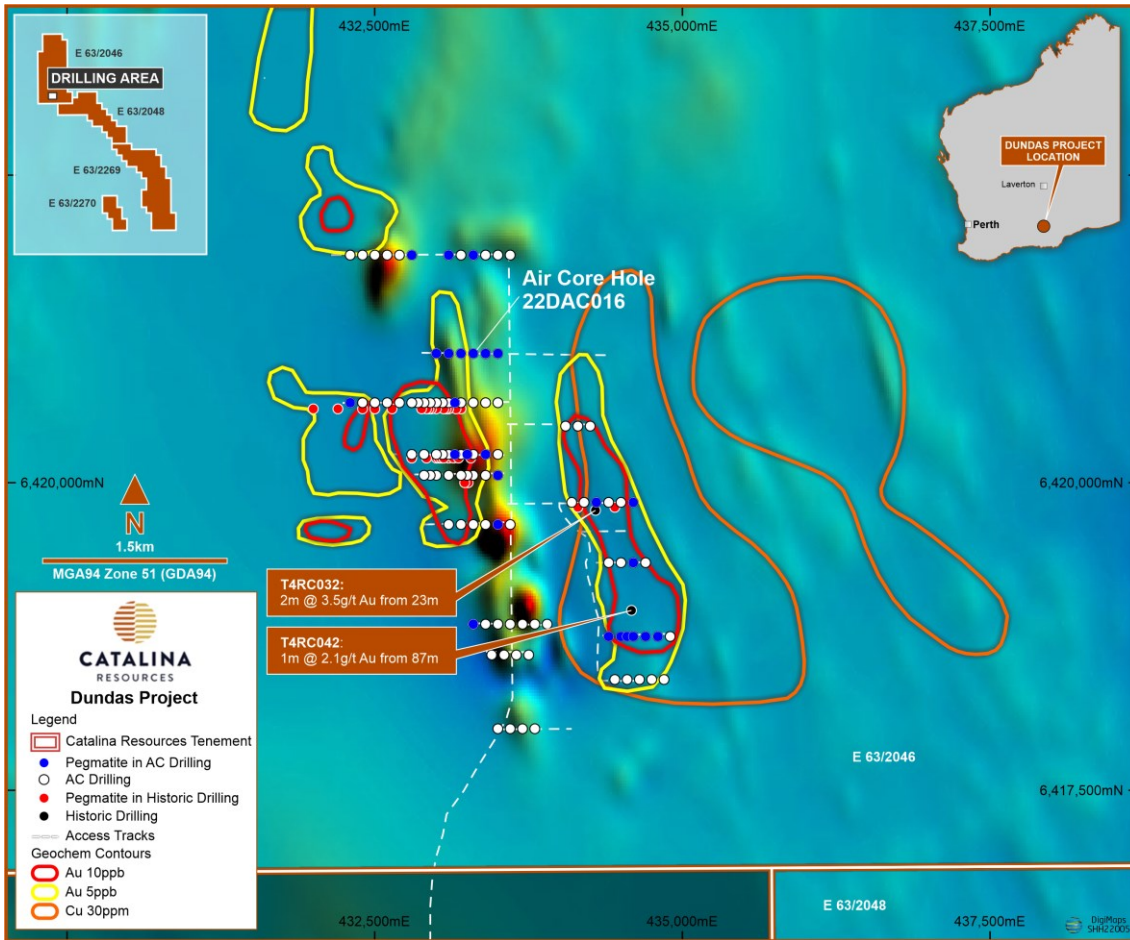 432,500mE
435,000mE
437,500mE
E 63/2046
DRILLING AREA
E 63/2048
E 63/2269
E 63/2270
DUNDAS PROJECT
LOCATION
Laverton
Perth
Air Core Hole
22DAC016
6,420,000mN
6,420,000mN
N
1.5km
MGA94 Zone 51 (GDA94)
T4RC032:
2m @ 3.5g/t Au from 23m
T4RC042:
1m @ 2.1g/t Au from 87m
CATALINA
RESOURCES
Dundas Project
Legend
Catalina Resources Tenement
Pegmatite in AC Drilling
AC Drilling
Pegmatite in Historic Drilling
Historic Drilling
Access Tracks
Geochem Contours
Au 10ppb
Au 5ppb
Cu 30ppm
E 63/2046
6,417,500mN
E 63/2048
432,500mE
435,000mE
437,500mE
DigiMaps
SHH22005